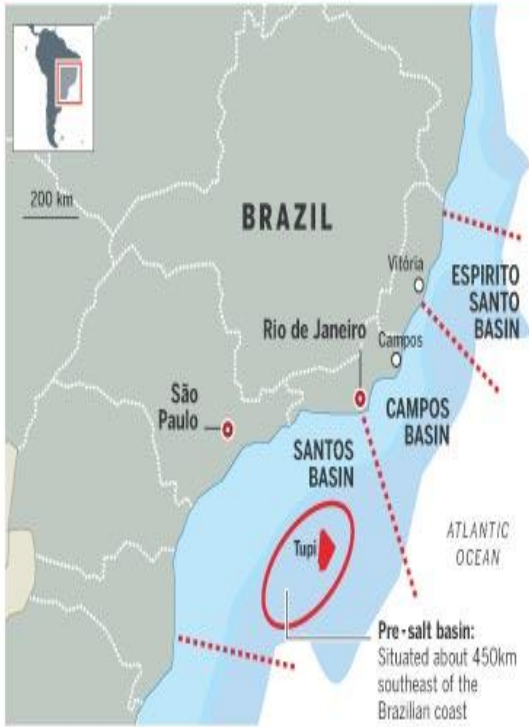 200 km
BRAZIL
Vitória
ESPIRITO
SANTO
BASIN
Rio de Janeiro
Campos
São
Paulo
CAMPOS
BASIN
SANTOS
BASIN
Tupi
ATLANTIC
OCEAN
Pre-salt basin:
Situated about 450km
southeast of the
Brazilian coast